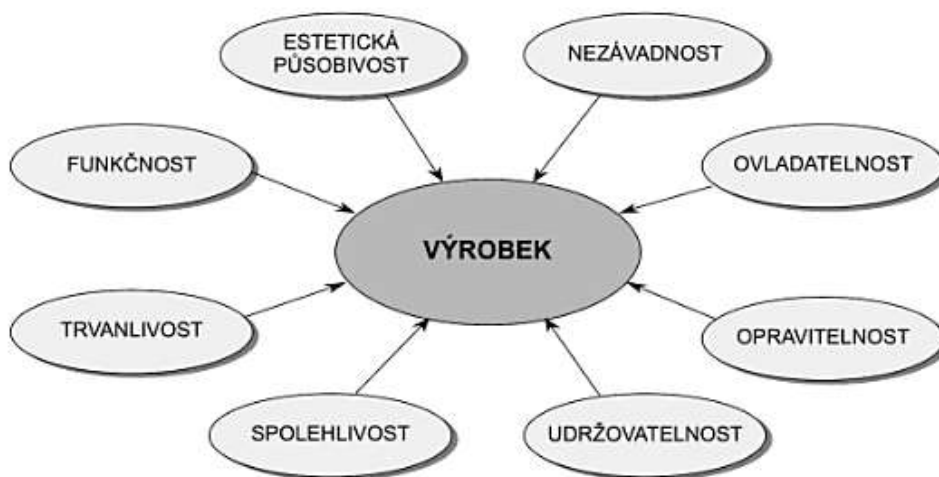 ESTETICKÁ
PŮSOBIVOST
NEZÁVADNOST
FUNKČNOST
OVLADATELNOST
VÝROBEK
TRVANLIVOST
OPRAVITELNOST
SPOLEHLIVOST
UDRŽOVATELNOST